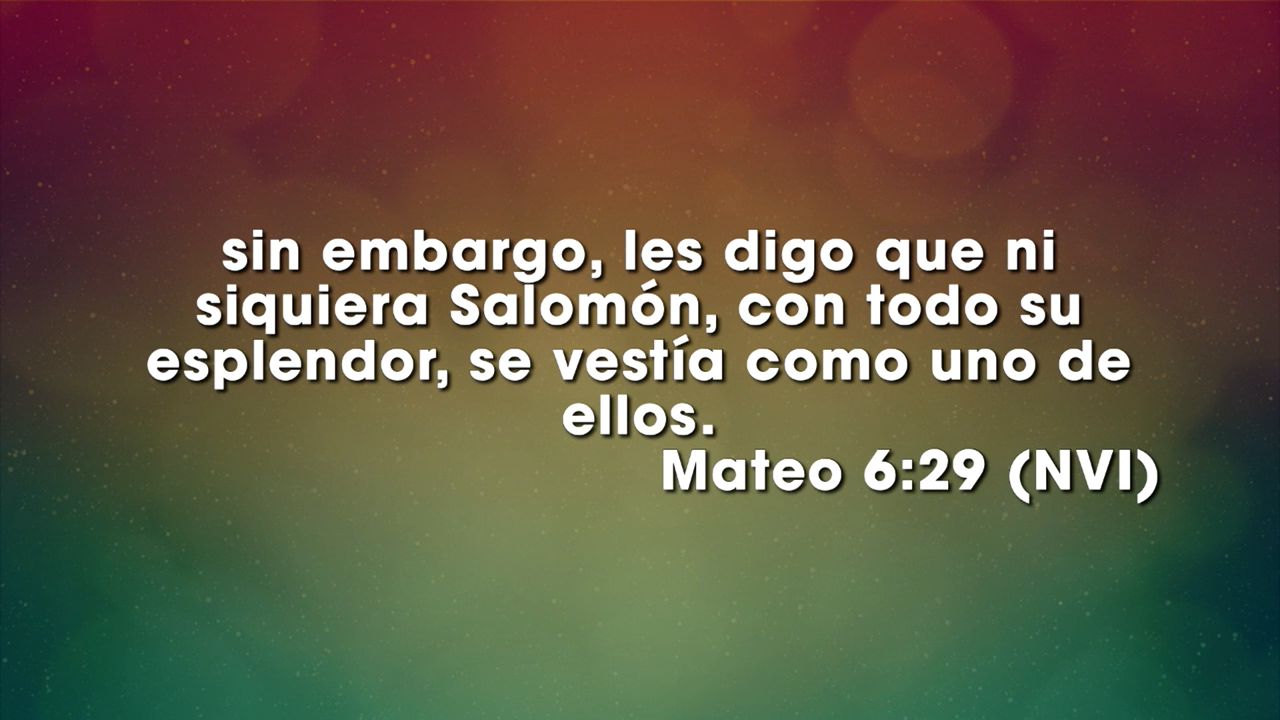 sin embargo, les digo que ni
siquiera Salomón, con todo su
esplendor, se vestía como uno de
ellos.
Mateo 6:29 (NVI)